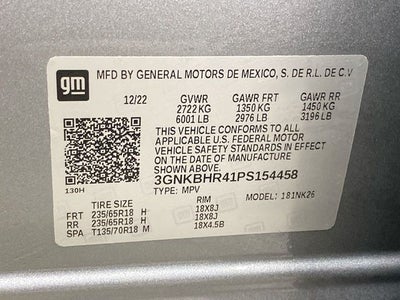 gm
MFD BY GENERAL MOTORS DE MEXICO, S. DE R.L. DE C.V
12/22 GVWR GAWR FRT GAWR RR
2722 KG 1350 KG 1450 KG
6001 LB 2976 LB 3196 LB
THIS VEHICLE CONFORMS TO ALL
APPLICABLE U.S. FEDERAL MOTOR
VEHICLE SAFETY STANDARDS IN
EFFECT ON THE DATE OF MANUFACTURE
SHOWN ABOVE.
3GNKBHR41PS154458
130H TYPE: MPV MODEL: 181NK26
TIRE SIZE RIM
FRT 235/65R18 H 18X8J
RR 235/65R18 H 18X8J
SPA T135/70R18 M 18X4.5B